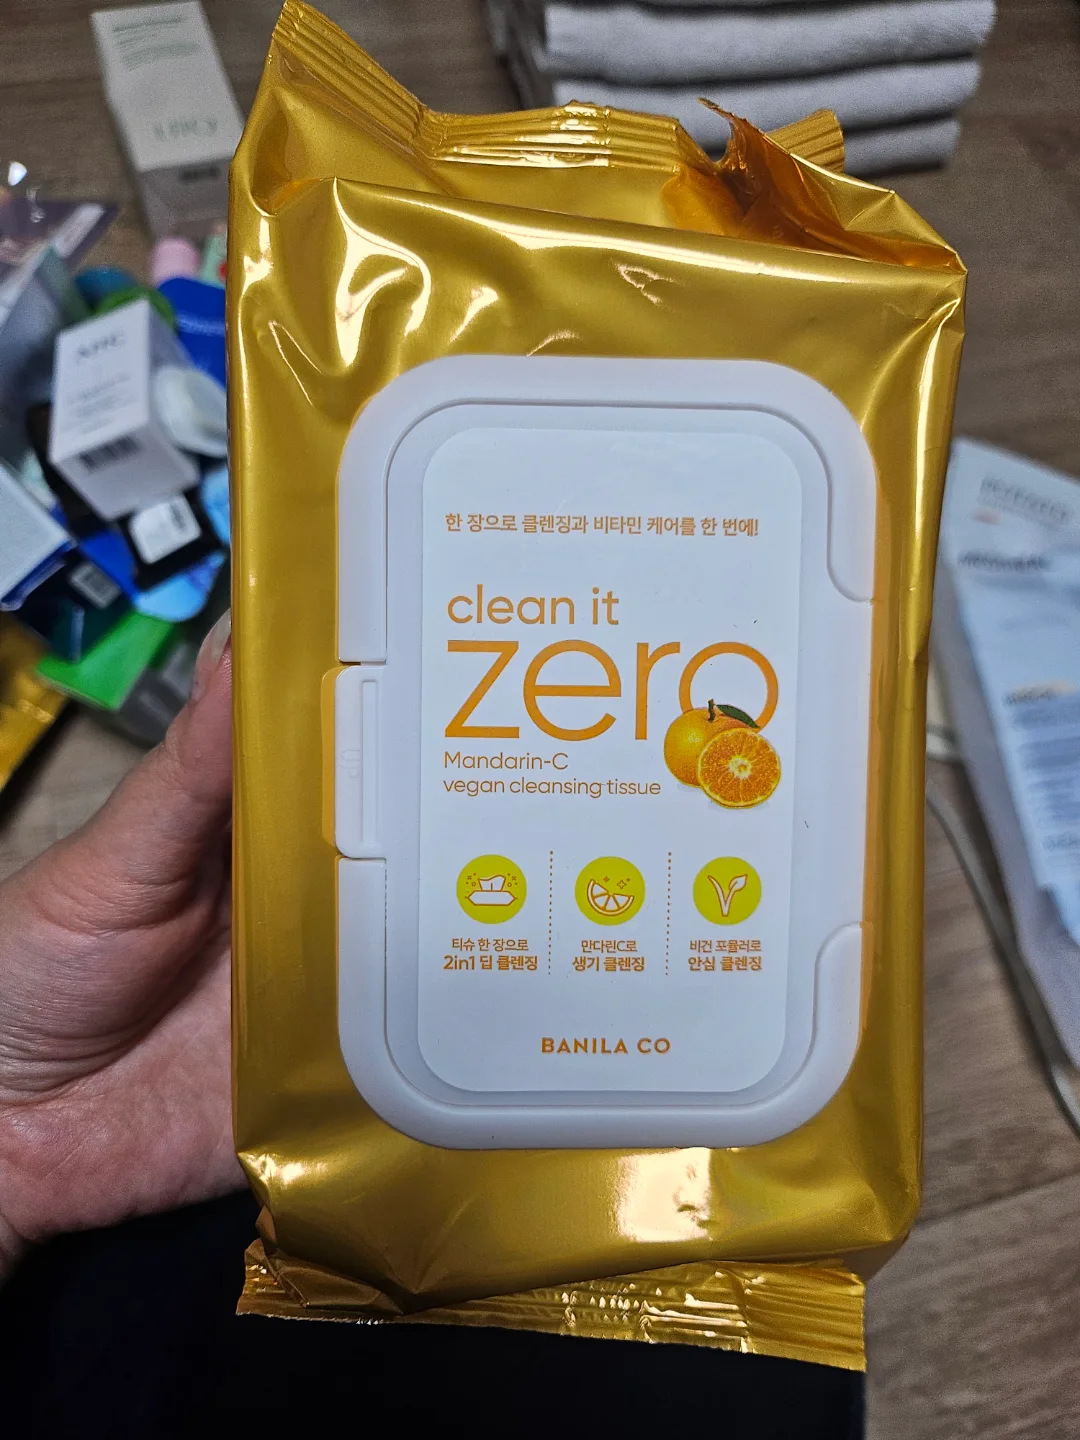 한 장으로 클렌징과 비타민 케어를 한 번에!
clean it
zero
Mandarin-C
vegan cleansing tissue
티슈 한 장으로
2in1 딥 클렌징
만다린C로
생기 클렌징
비건 포뮬러로
안심 클렌징
BANILA CO